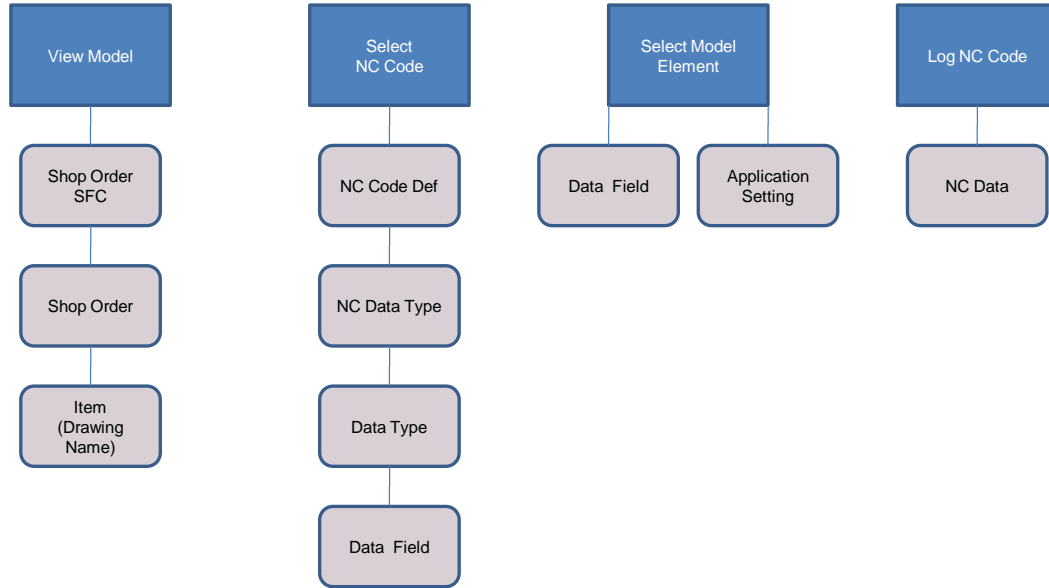 View Model
Select
NC Code
Select Model
Element
Log NC Code
Shop Order
SFC
NC Code Def
Data Field
Application
Setting
NC Data
Shop Order
NC Data Type
Item
(Drawing
Name)
Data Type
Data Field